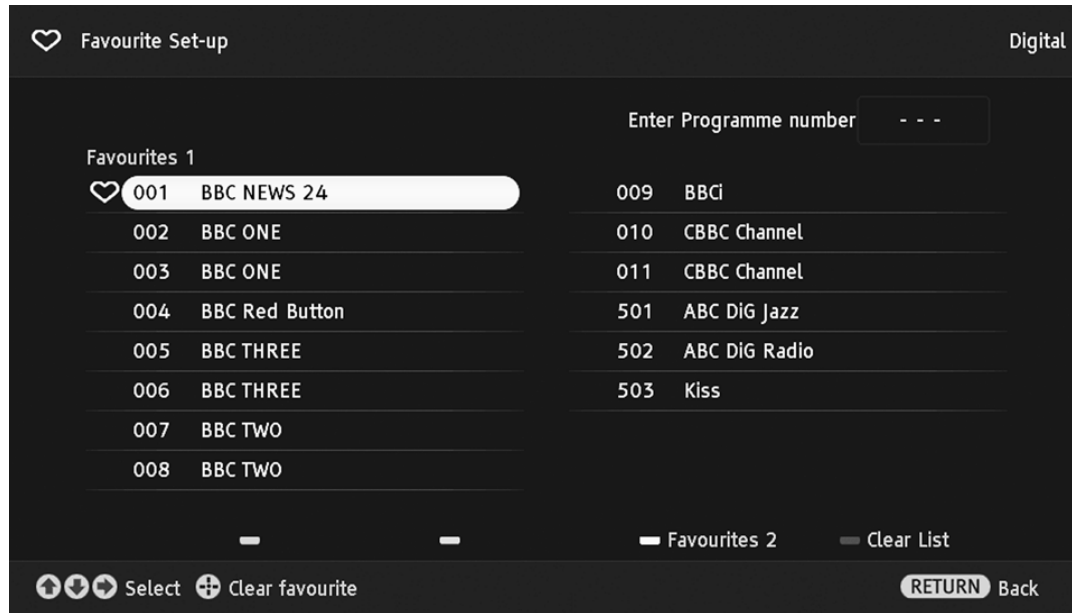 Favourite Set-up
Digital
Enter Programme number - - -
Favourites 1
001 BBC NEWS 24
002 BBC ONE
003 BBC ONE
004 BBC Red Button
005 BBC THREE
006 BBC THREE
007 BBC TWO
008 BBC TWO
009 BBCi
010 CBBC Channel
011 CBBC Channel
501 ABC DiG Jazz
502 ABC DiG Radio
503 Kiss
Favourites 2
Clear List
Select
Clear favourite
RETURN Back